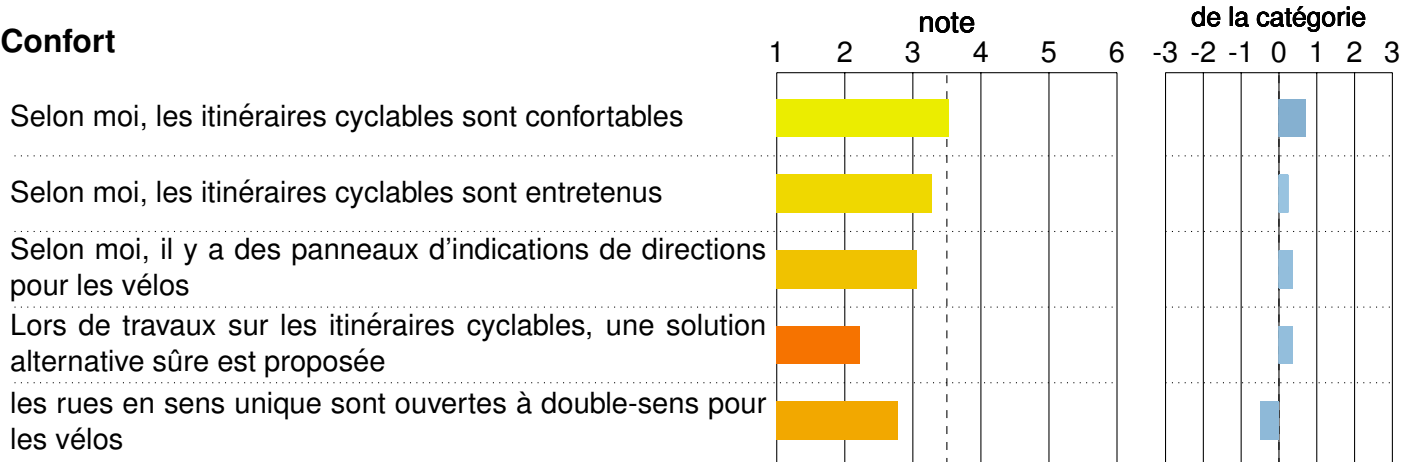 note
de la catégorie
Confort
1 2 3 4 5 6
-3 -2 -1 0 1 2 3
Selon moi, les itinéraires cyclables sont confortables
Selon moi, les itinéraires cyclables sont entretenus
Selon moi, il y a des panneaux d'indications de directions
pour les vélos
Lors de travaux sur les itinéraires cyclables, une solution
alternative sûre est proposée
les rues en sens unique sont ouvertes à double-sens pour
les vélos